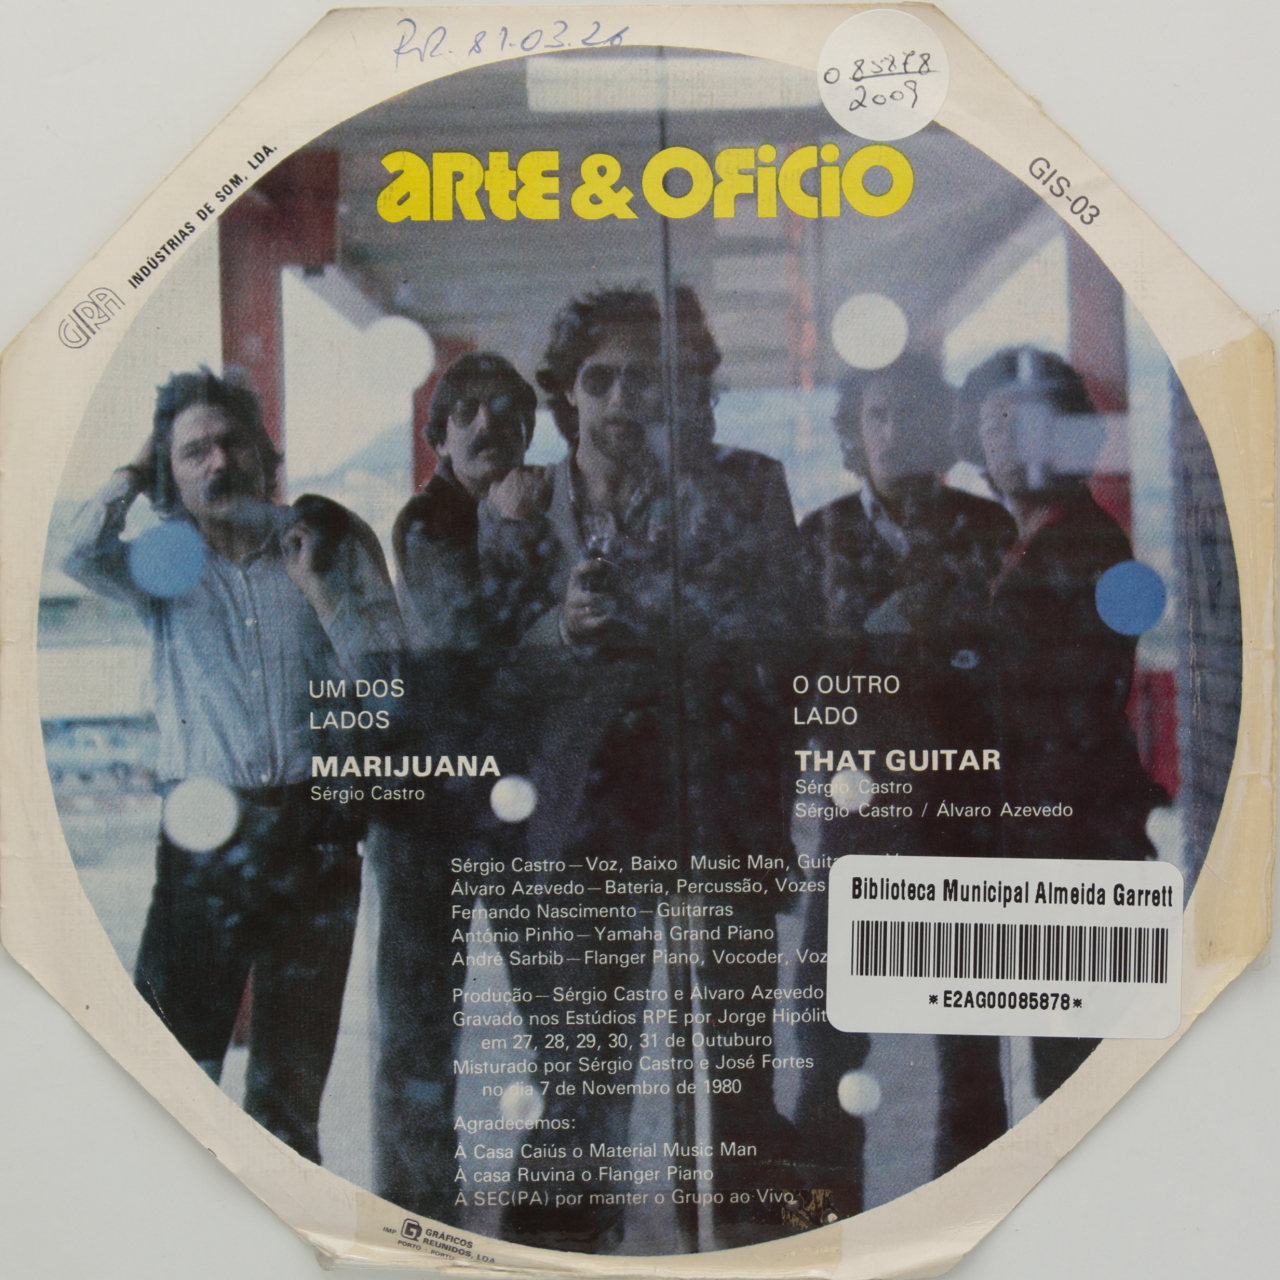 RR. 81.03.26
O 85878
2009
GIRA INDÚSTRIAS DE SOM, LDA.
GIS-03
ARTE & OFICIO
UM DOS
LADOS
MARIJUANA
Sérgio Castro
O OUTRO
LADO
THAT GUITAR
Sérgio Castro
Sérgio Castro / Álvaro Azevedo
Sérgio Castro—Voz, Baixo Music Man,
Álvaro Azevedo—Bateria, Percussão, Vozes
Fernando Nascimento—Guitarras
António Pinho—Yamaha Grand Piano
André Sarbib—Flanger Piano, Vocoder,
Produção—Sérgio Castro e Álvaro Azevedo
Gravado nos Estúdios RPE por Jorge
em 27, 28, 29, 30, 31 de Outuburo
Misturado por Sérgio Castro e José Fortes
no dia 7 de Novembro de 1980
Agradecemos:
À Casa Caiús o Material Music Man
À casa Ruvina o Flanger Piano
À SEC(PA) por manter o Grupo ao Vivo
Biblioteca Municipal Almeida Garrett
*E2AG00085878*
IMP. G GRÁFICOS
REUNIDOS, LDA
PORTO -